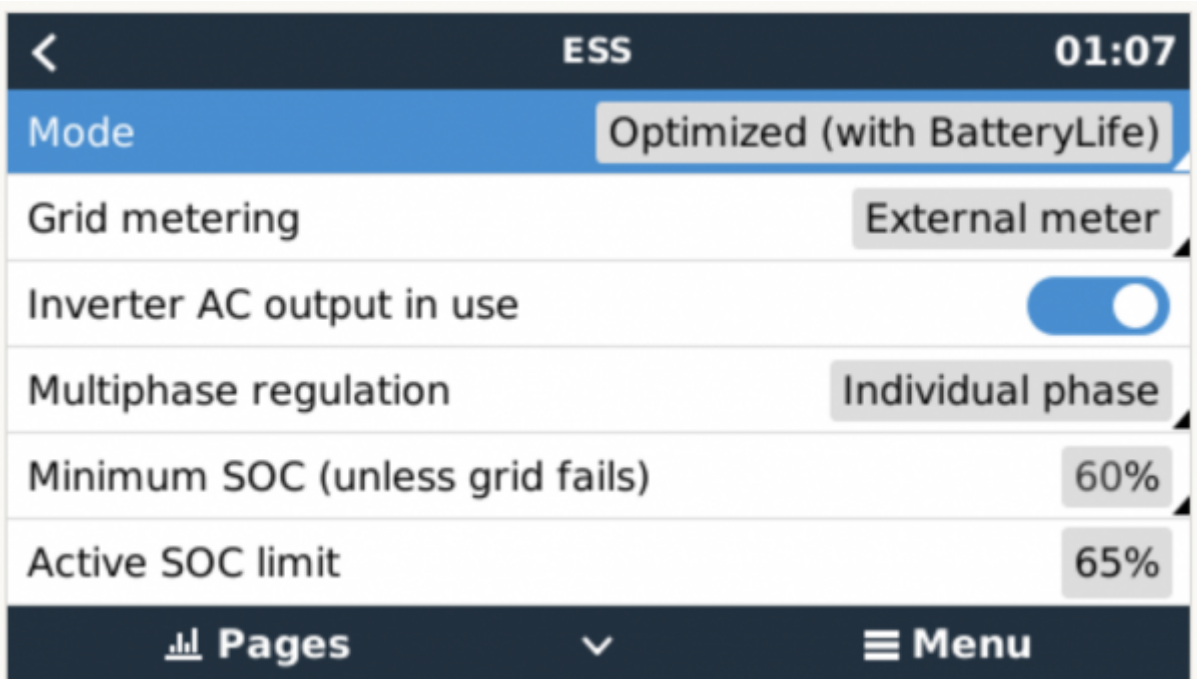 ESS 01:07
Mode Optimized (with BatteryLife)
Grid metering External meter
Inverter AC output in use
Multiphase regulation Individual phase
Minimum SOC (unless grid fails) 60%
Active SOC limit 65%
Pages Menu